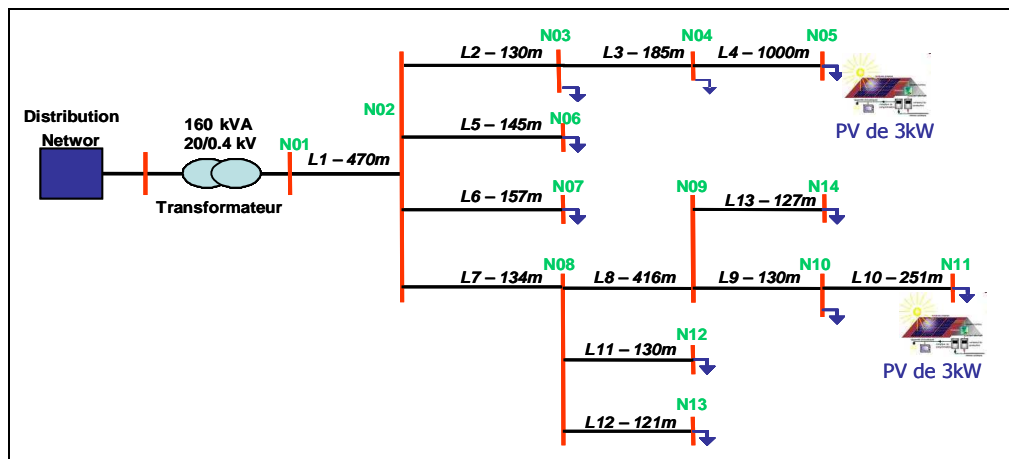 Distribution
Networ
160 kVA
20/0.4 kV
Transformateur
N01
L1 – 470m
N02
L2 – 130m
N03
L3 – 185m
N04
L4 – 1000m
N05
PV de 3kW
L5 – 145m
N06
L6 – 157m
N07
L7 – 134m
N08
L8 – 416m
N09
L13 – 127m
N14
L9 – 130m
N10
L10 – 251m
N11
PV de 3kW
L11 – 130m
N12
L12 – 121m
N13